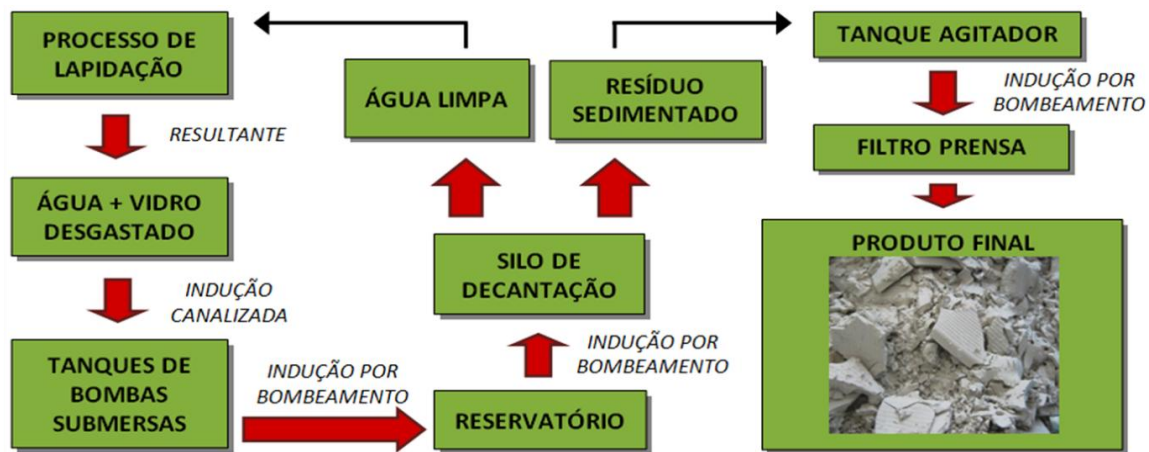 PROCESSO DE
LAPIDAÇÃO
RESULTANTE
ÁGUA + VIDRO
DESGASTADO
INDUÇÃO
CANALIZADA
TANQUES DE
BOMBAS
SUBMERSAS
INDUÇÃO POR
BOMBEAMENTO
RESERVATÓRIO
INDUÇÃO POR
BOMBEAMENTO
SILO DE
DECANTAÇÃO
ÁGUA LIMPA
RESÍDUO
SEDIMENTADO
TANQUE AGITADOR
INDUÇÃO POR
BOMBEAMENTO
FILTRO PRENSA
PRODUTO FINAL